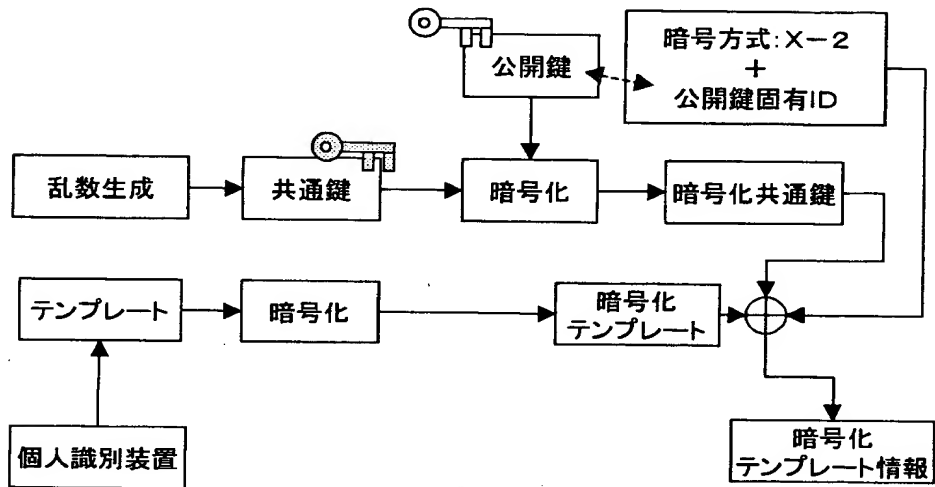 公開鍵
暗号方式：X－2
＋
公開鍵固有ID
乱数生成
共通鍵
暗号化
暗号化共通鍵
テンプレート
暗号化
暗号化
テンプレート
個人識別装置
暗号化
テンプレート情報